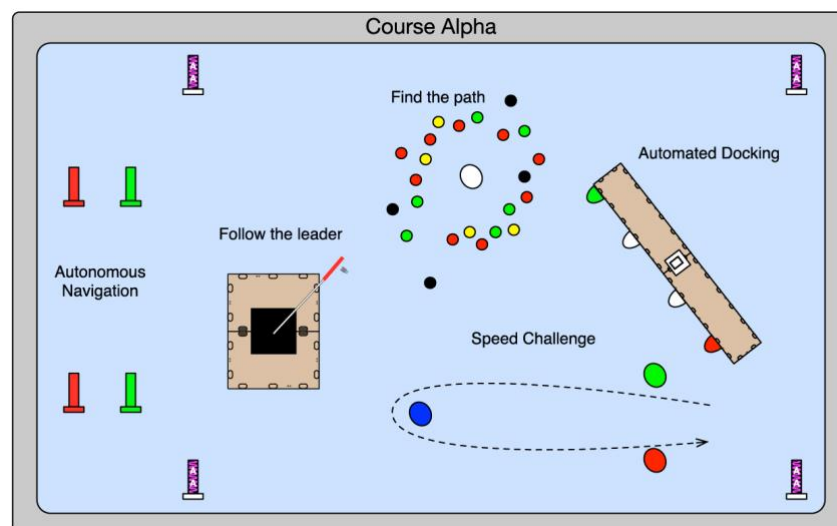 Course Alpha
Find the path
Automated Docking
Follow the leader
Autonomous
Navigation
Speed Challenge